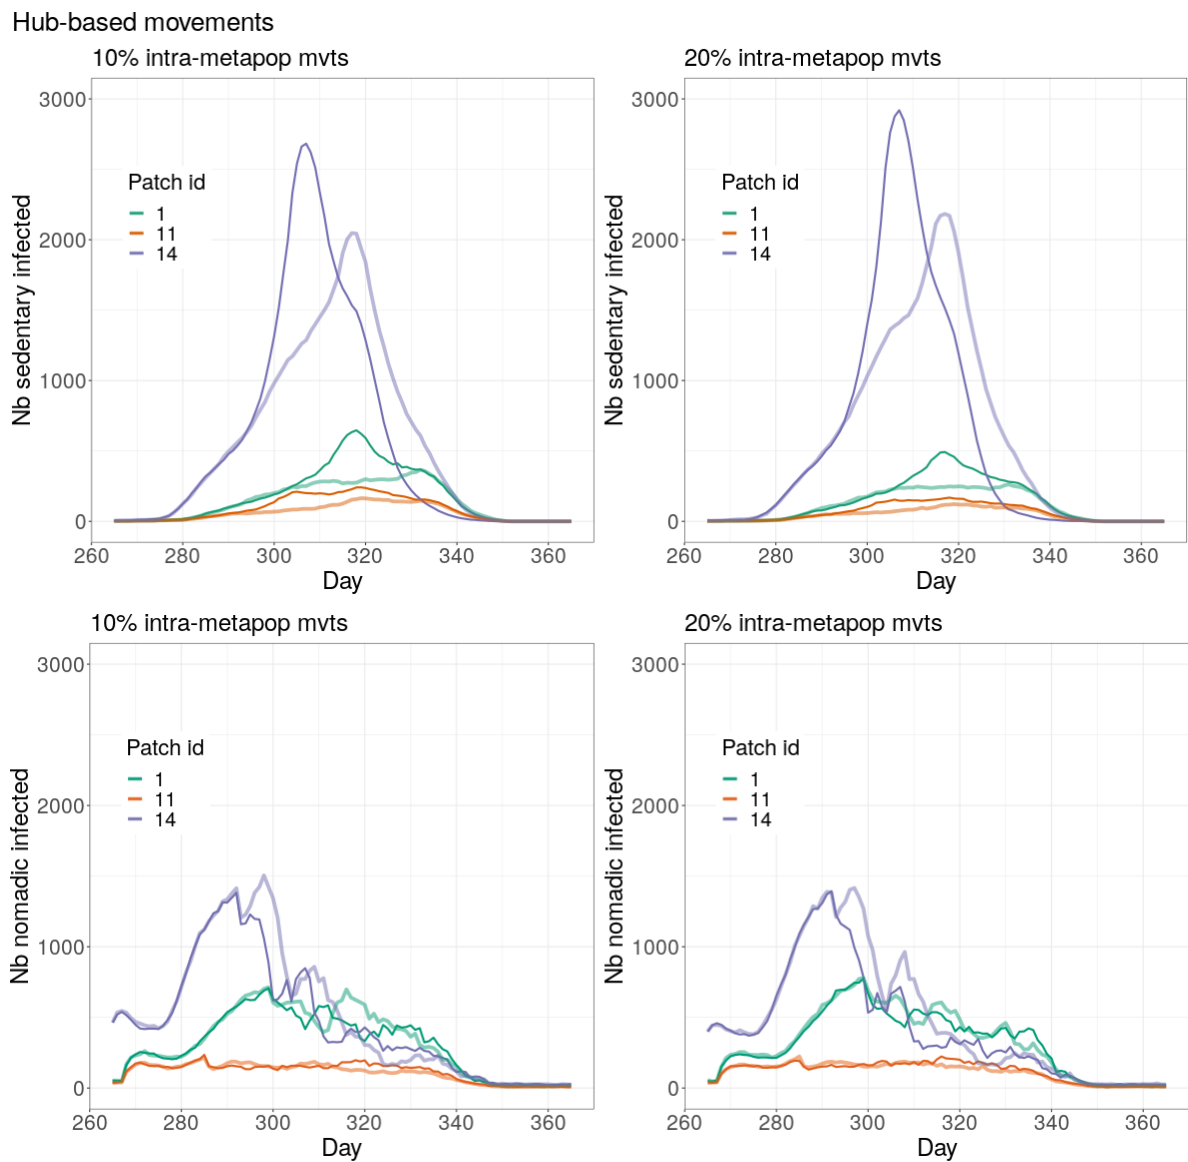 Hub-based movements
10% intra-metapop mvts
3000
2000
1000
0
Nb sedentary infected
Patch id
1
11
14
260 280 300 320 340 360
Day
20% intra-metapop mvts
3000
2000
1000
0
Nb sedentary infected
Patch id
1
11
14
260 280 300 320 340 360
Day
10% intra-metapop mvts
3000
2000
1000
0
Nb nomadic infected
Patch id
1
11
14
260 280 300 320 340 360
Day
20% intra-metapop mvts
3000
2000
1000
0
Nb nomadic infected
Patch id
1
11
14
260 280 300 320 340 360
Day